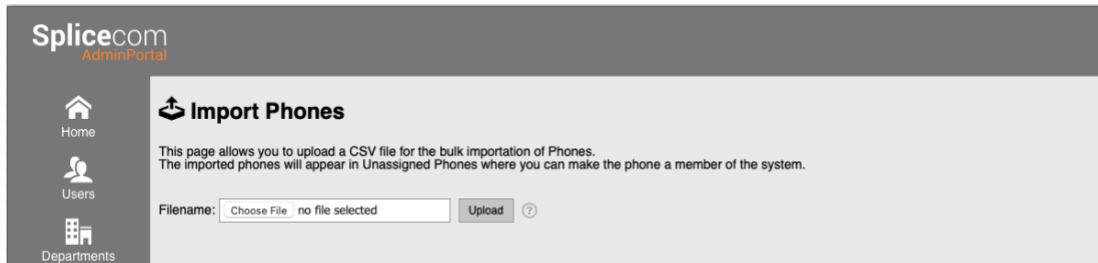 Splicecom
AdminPortal
Home
Users
Departments
Import Phones
This page allows you to upload a CSV file for the bulk importation of Phones.
The imported phones will appear in Unassigned Phones where you can make the phone a member of the system.
Filename: Choose File no file selected Upload ?